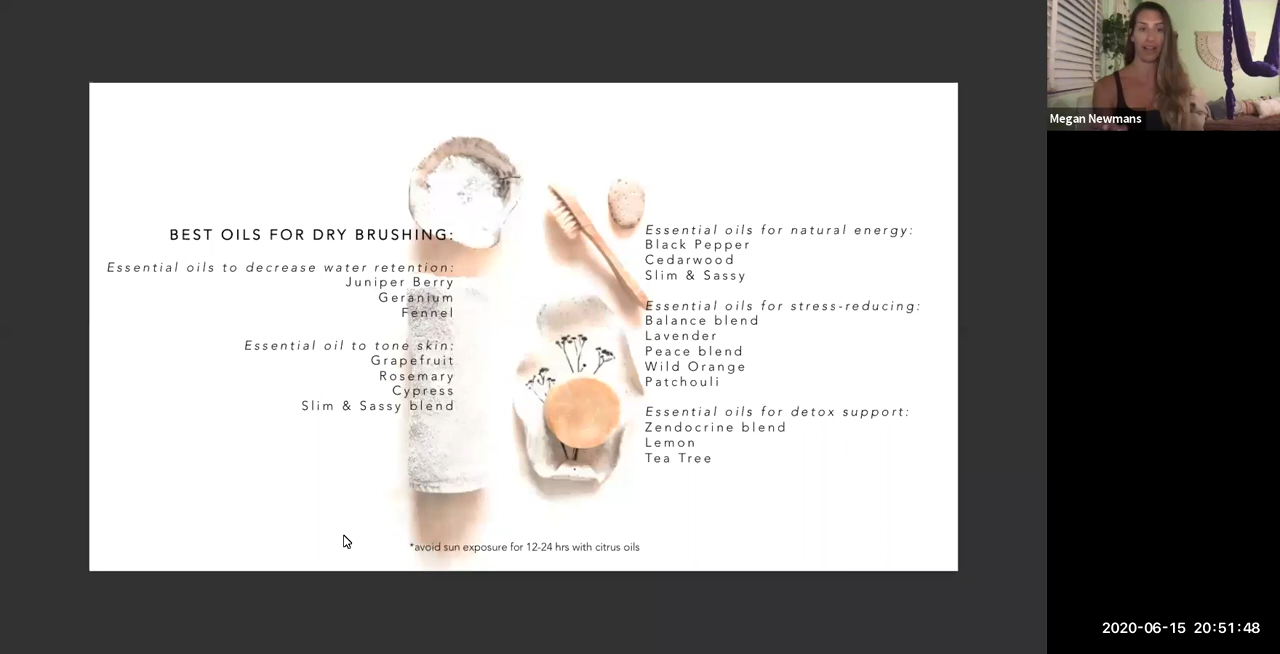 BEST OILS FOR DRY BRUSHING:
Essential oils to decrease water retention:
Juniper Berry
Geranium
Fennel
Essential oil to tone skin:
Grapefruit
Rosemary
Cypress
Slim & Sassy blend
Essential oils for natural energy:
Black Pepper
Cedarwood
Slim & Sassy
Essential oils for stress-reducing:
Balance blend
Lavender
Peace blend
Wild Orange
Patchouli
Essential oils for detox support:
Zendocrine blend
Lemon
Tea Tree
*avoid sun exposure for 12-24 hrs with citrus oils
Megan Newmans
2020-06-15 20:51:48